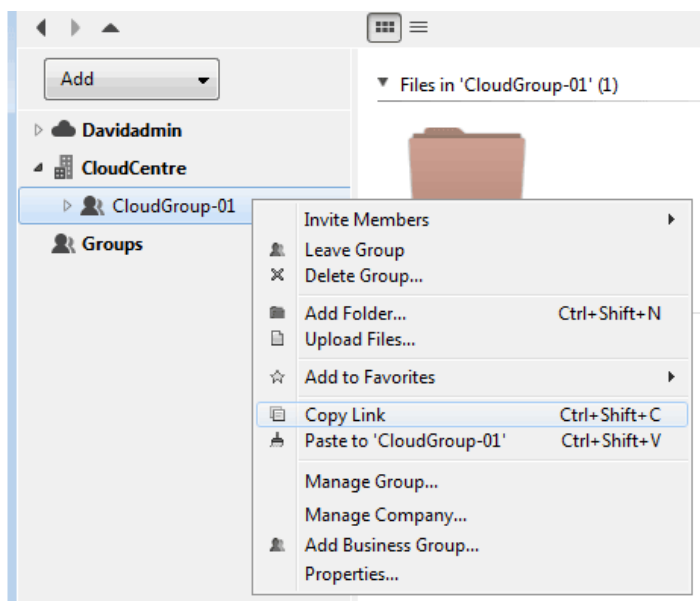 Add
Files in 'CloudGroup-01' (1)
Davidadmin
CloudCentre
CloudGroup-01
Groups
Invite Members
Leave Group
Delete Group...
Add Folder... Ctrl+Shift+N
Upload Files...
Add to Favorites
Copy Link Ctrl+Shift+C
Paste to 'CloudGroup-01' Ctrl+Shift+V
Manage Group...
Manage Company...
Add Business Group...
Properties...